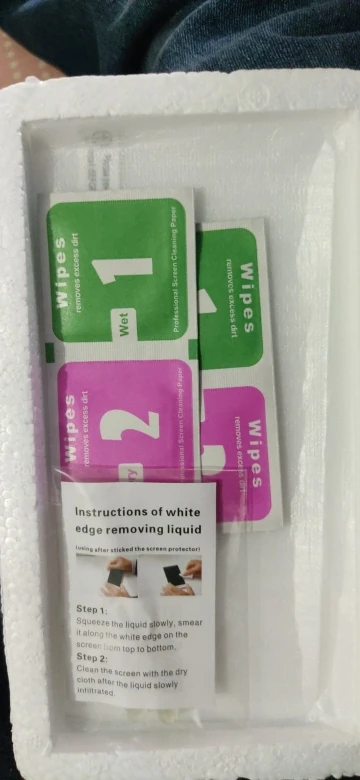 Wipes
removes excess dirt
Wet 1
Professional Screen Cleaning Paper
Wipes
removes excess dirt
2
Screen Cleaning Paper
Wipes
removes excess dirt
Wipes
removes excess dirt
Instructions of white
edge removing liquid
(using after sticked the screen protector)
Step 1:
Squeeze the liquid slowly, smear
it along the white edge on the
screen from top to bottom.
Step 2:
Clean the screen with the dry
cloth after the liquid slowly
infiltrated.